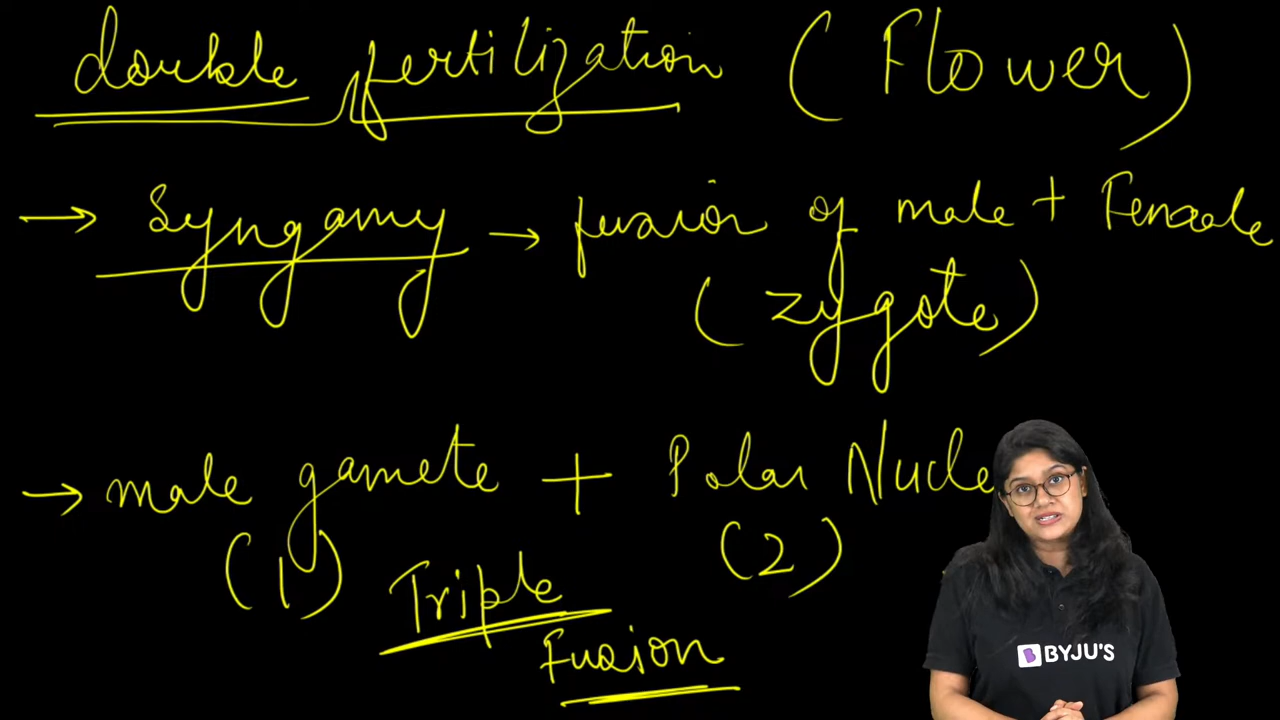 double fertilization (Flower)
→ Syngamy → fusion of male + Female
(zygote)
→ male gamete + Polar Nucle
(1) (2)
Triple
Fusion
BYJU'S